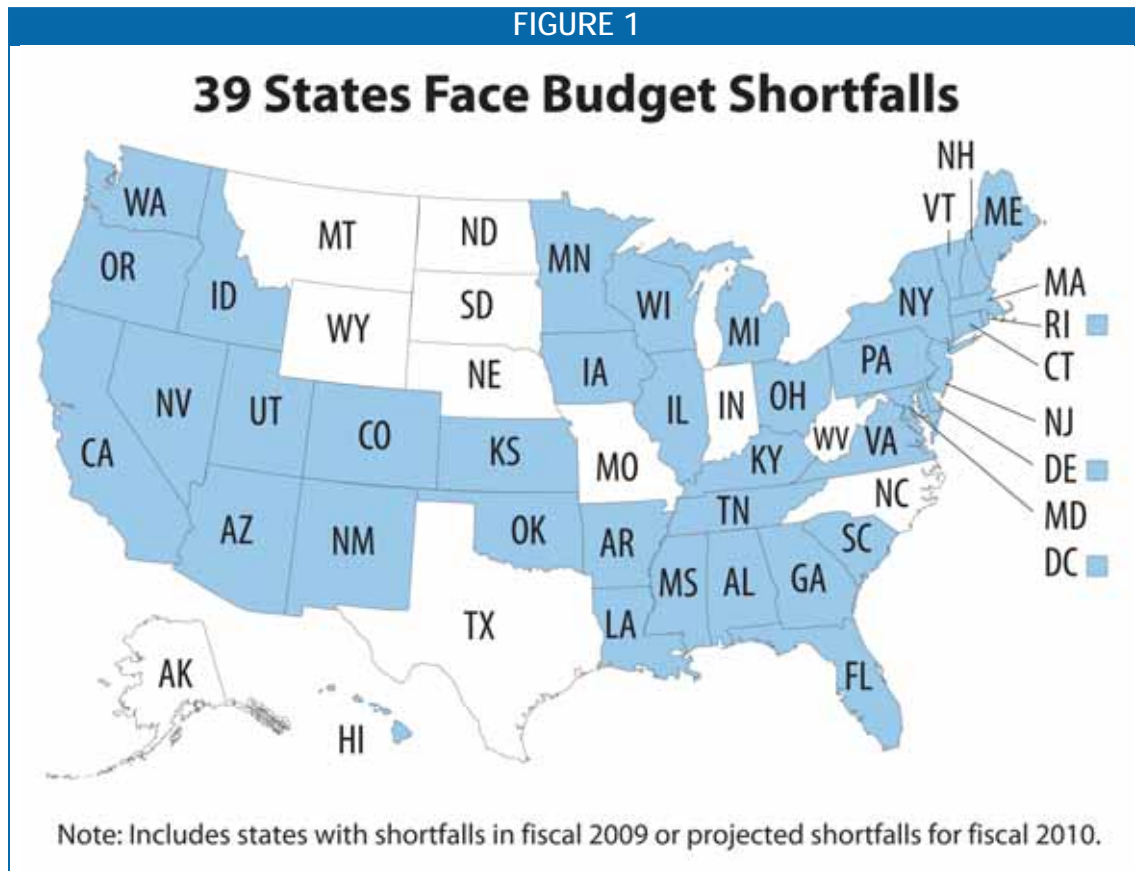 FIGURE 1
39 States Face Budget Shortfalls
NH
VT
ME
WA
MT
ND
MN
OR
ID
SD
WI
NY
MA
WY
MI
RI
NE
IA
PA
CT
NV
UT
CO
KS
IL
IN
OH
NJ
CA
MO
KY
WV
VA
DE
NC
MD
AZ
NM
OK
AR
TN
SC
DC
MS
AL
GA
TX
LA
AK
FL
HI
Note: Includes states with shortfalls in fiscal 2009 or projected shortfalls for fiscal 2010.